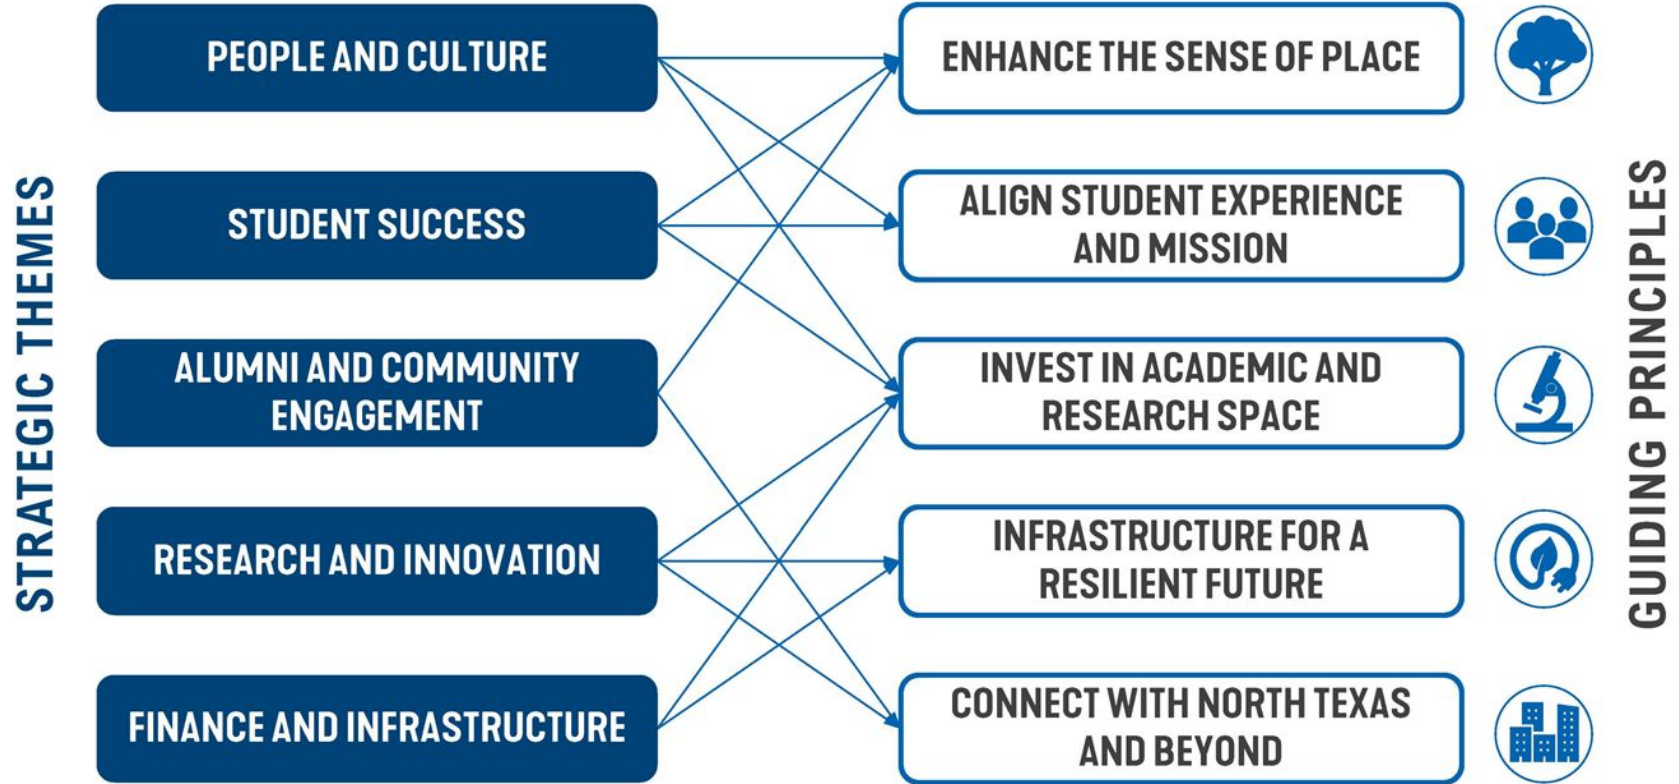 STRATEGIC THEMES
PEOPLE AND CULTURE
STUDENT SUCCESS
ALUMNI AND COMMUNITY
ENGAGEMENT
RESEARCH AND INNOVATION
FINANCE AND INFRASTRUCTURE
ENHANCE THE SENSE OF PLACE
ALIGN STUDENT EXPERIENCE
AND MISSION
INVEST IN ACADEMIC AND
RESEARCH SPACE
INFRASTRUCTURE FOR A
RESILIENT FUTURE
CONNECT WITH NORTH TEXAS
AND BEYOND
GUIDING PRINCIPLES